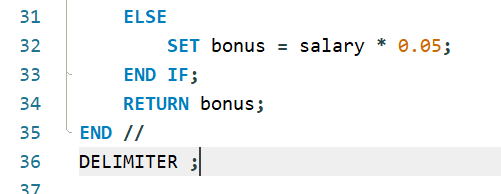 31 ELSE
32 SET bonus = salary * 0.05;
33 END IF;
34 RETURN bonus;
35 END //
36 DELIMITER ;
37